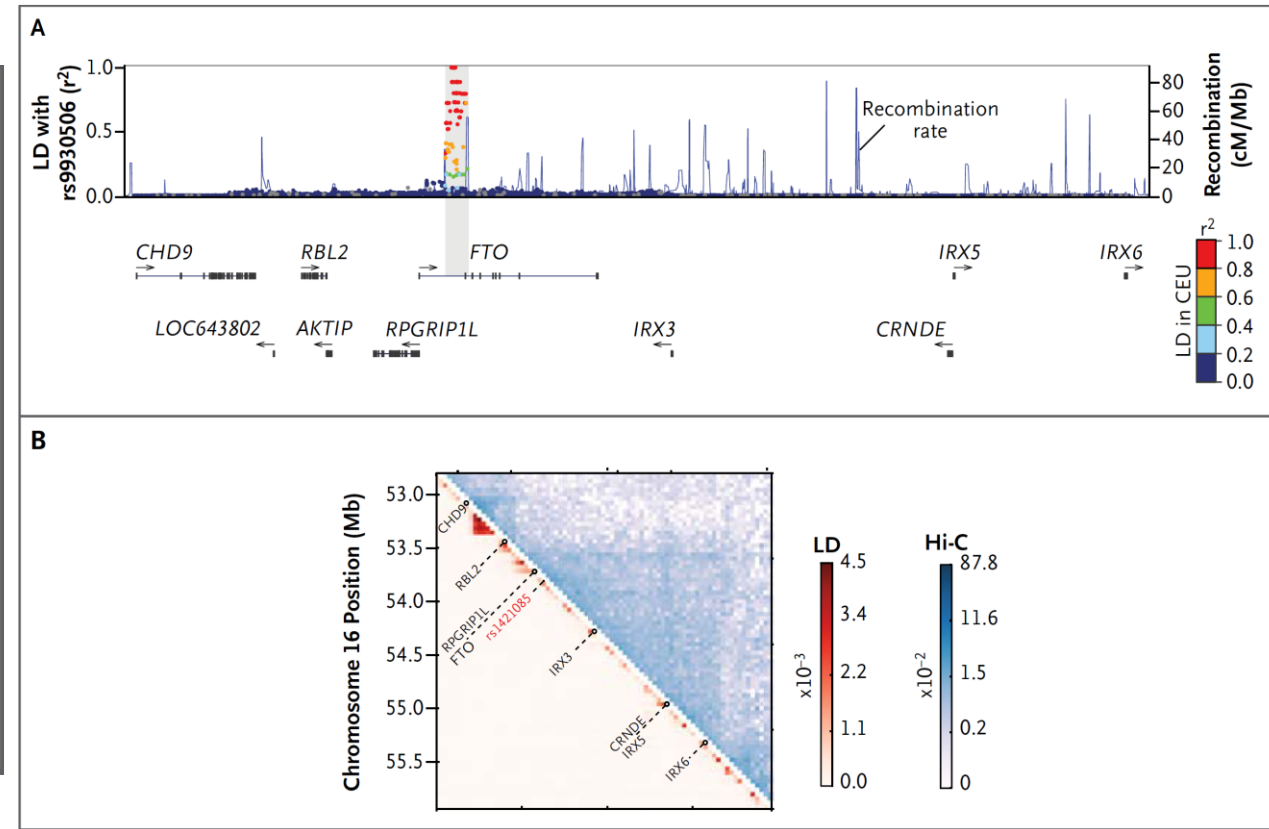 A
LD with
rs9930506 (r²)
1.0
0.5
0.0
80
60
40
20
0
Recombination
(cM/Mb)
Recombination
rate
CHD9
RBL2
FTO
IRX5
IRX6
LOC643802
AKTIP
RPGRIP1L
IRX3
CRNDE
r²
LD in CEU
1.0
0.8
0.6
0.4
0.2
0.0
B
Chromosome 16 Position (Mb)
53.0
53.5
54.0
54.5
55.0
55.5
CHD9
RBL2
RPGRIP1L
FTO
rs1421085
IRX3
CRNDE
IRX5
IRX6
LD
x10⁻³
4.5
3.4
2.2
1.1
0.0
Hi-C
x10⁻²
87.8
11.6
1.5
0.2
0